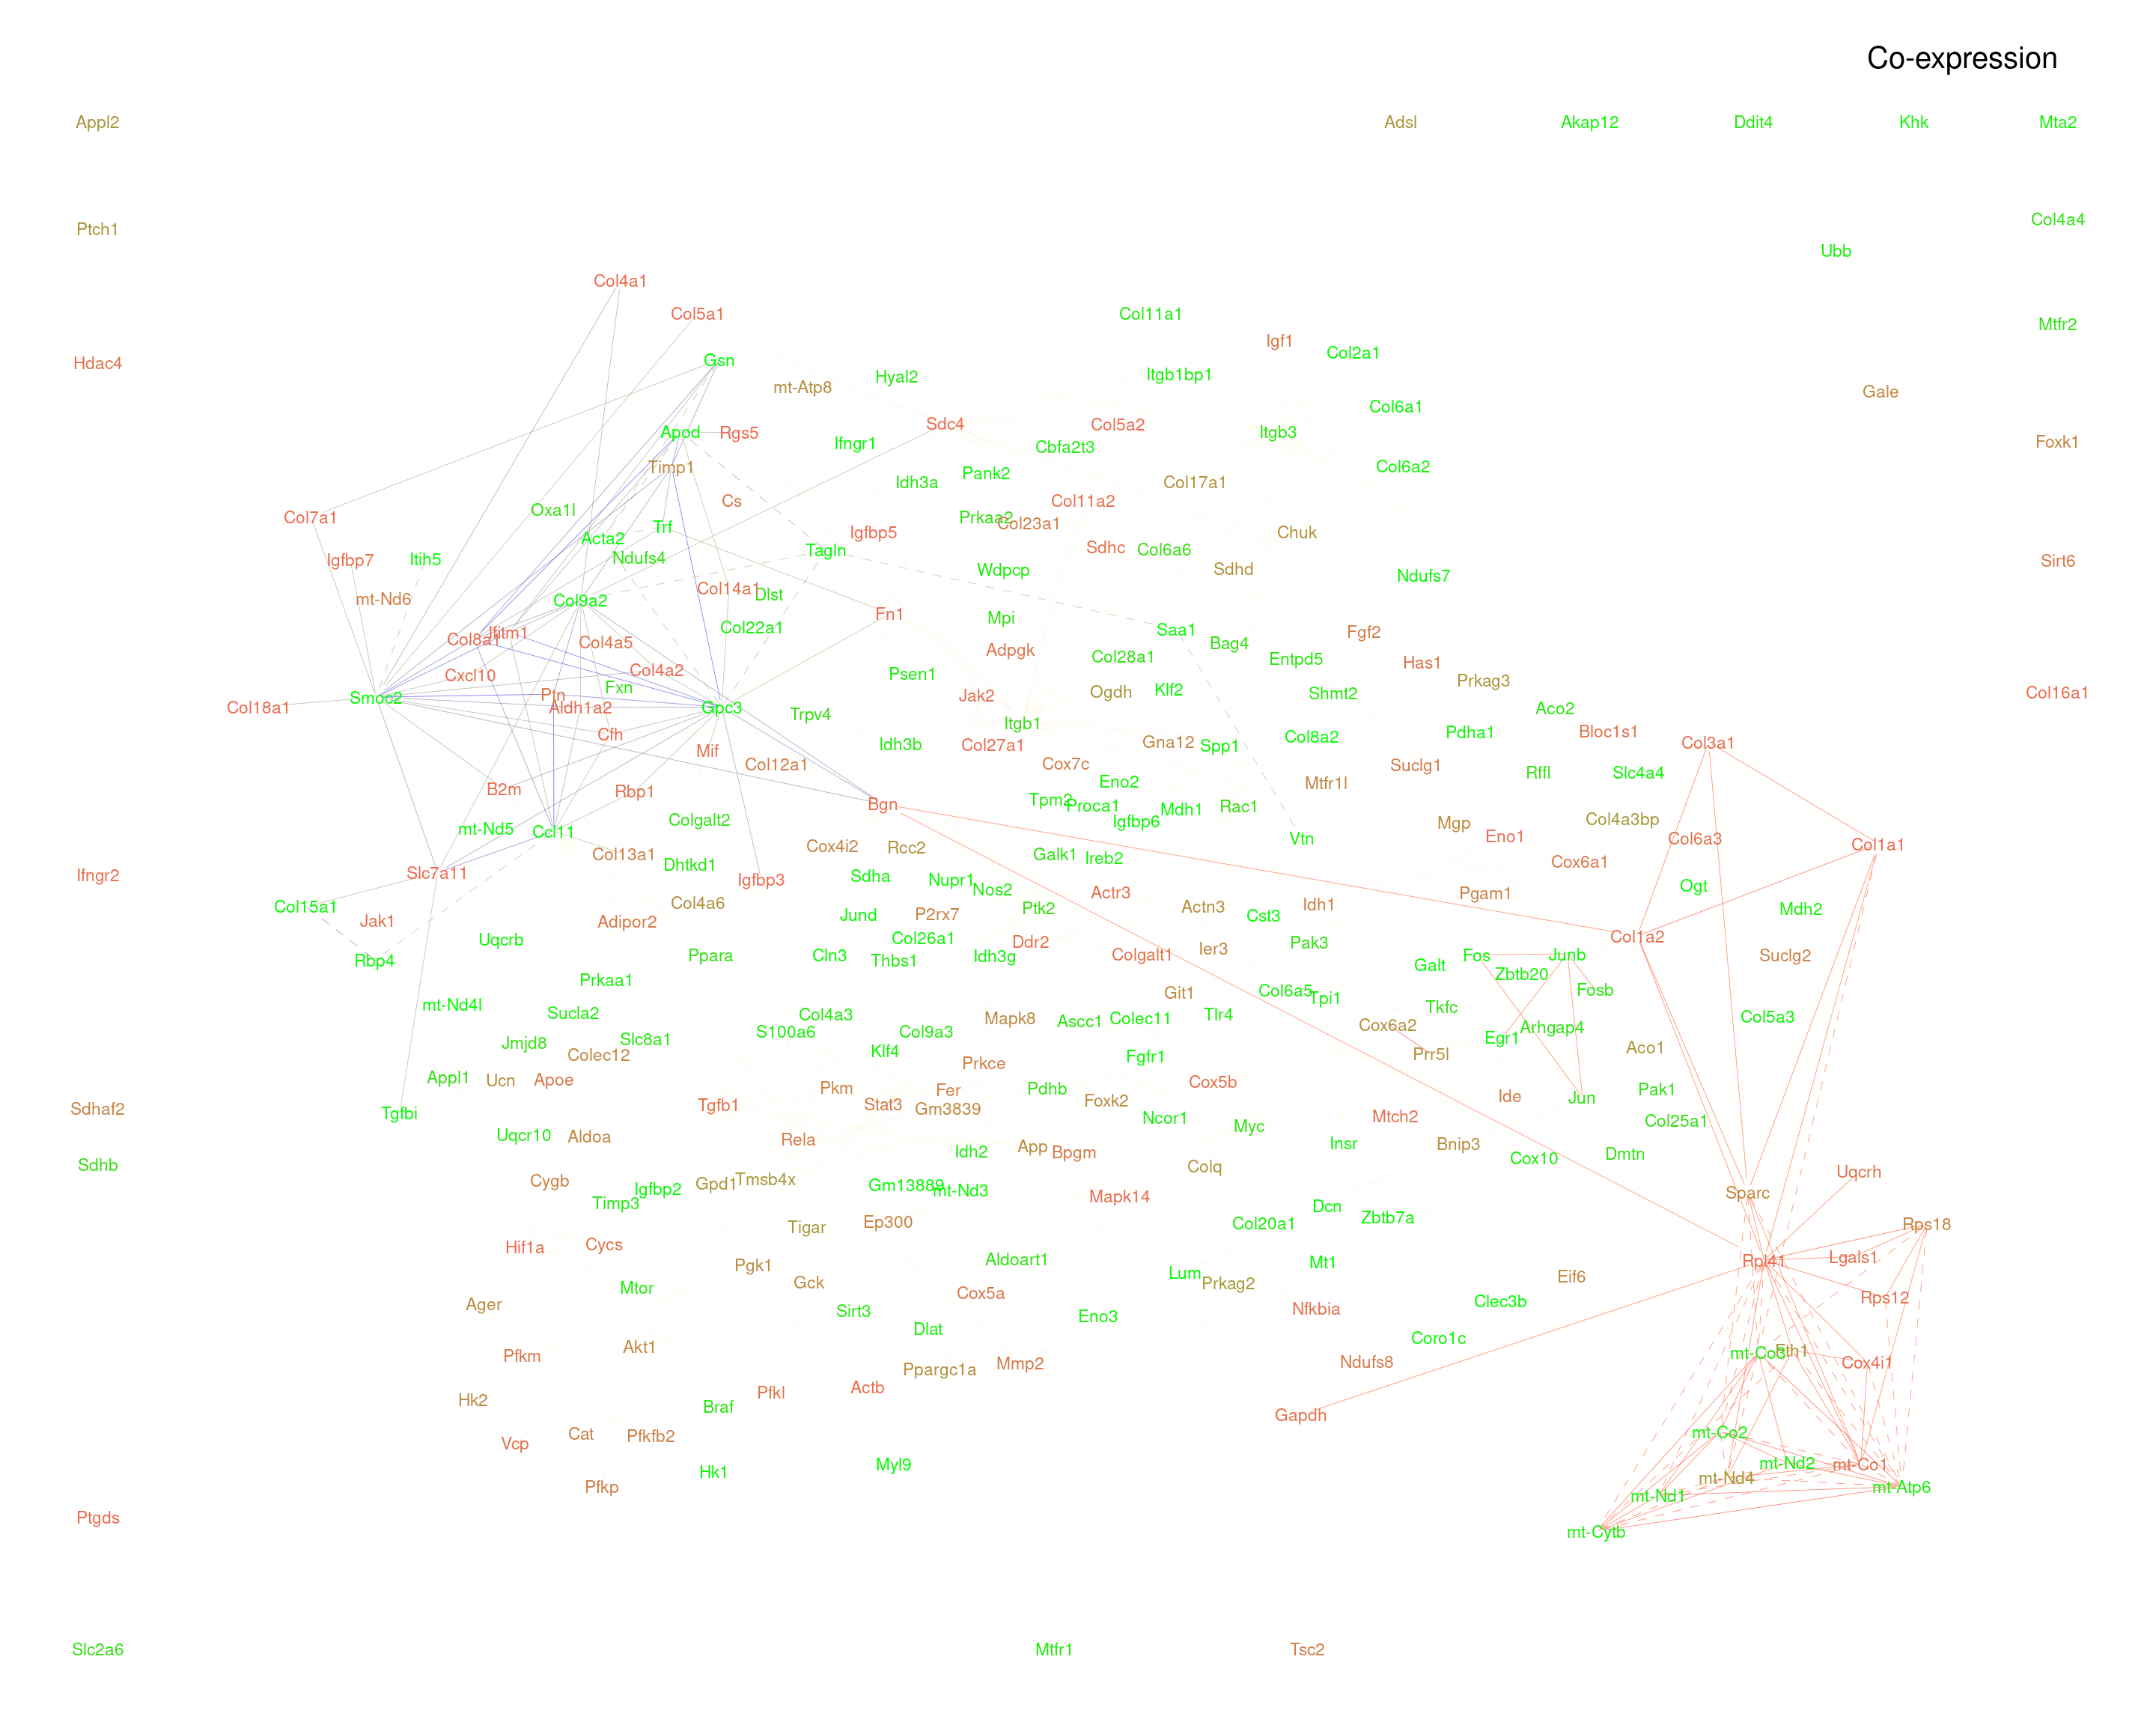 Co-expression
Appl2
Adsl
Akap12
Ddit4
Khk
Mta2
Ptch1
Col4a4
Ubb
Col4a1
Col5a1
Col11a1
Mtfr2
Igf1
Col2a1
Gsn
Hdac4
Hyal2
Itgb1bp1
mt-Atp8
Gale
Col6a1
Sdc4
Col5a2
Apod
Rgs5
Itgb3
Ifngr1
Cbfa2t3
Foxk1
Timp1
Col6a2
Pank2
Idh3a
Col17a1
Cs
Col11a2
Oxa1l
Col7a1
Prkaa2
Col23a1
Trf
Igfbp5
Chuk
Acta2
Tagln
Sdhc
Col6a6
Igfbp7
Itih5
Ndufs4
Sirt6
Wdpcp
Sdhd
Ndufs7
Col14a1
Dlst
mt-Nd6
Col9a2
Fn1
Mpi
Col22a1
Saa1
Ifitm1
Col8a1
Col4a5
Fgf2
Bag4
Adpgk
Col28a1
Entpd5
Has1
Col4a2
Cxcl10
Psen1
Prkag3
Fxn
Klf2
Ogdh
Shmt2
Col16a1
Smoc2
Ptn
Jak2
Col18a1
Aldh1a2
Gpc3
Aco2
Trpv4
Itgb1
Cfh
Pdha1
Bloc1s1
Col8a2
Idh3b
Col27a1
Gna12
Spp1
Col3a1
Mif
Col12a1
Cox7c
Suclg1
Rffl
Slc4a4
Eno2
Mtfr1l
B2m
Rbp1
Bgn
Tpm2
Proca1
Mdh1
Rac1
Colgalt2
Igfbp6
Mgp
Col4a3bp
mt-Nd5
Ccl11
Vtn
Eno1
Col6a3
Col1a1
Cox4i2
Rcc2
Col13a1
Galk1
Ireb2
Cox6a1
Dhtkd1
Slc7a11
Ifngr2
Sdha
Igfbp3
Nupr1
Nos2
Actr3
Pgam1
Ogt
Col15a1
Col4a6
Ptk2
Actn3
Idh1
Mdh2
Jak1
Adipor2
Jund
P2rx7
Cst3
Uqcrb
Col26a1
Ddr2
Pak3
Col1a2
Ier3
Rbp4
Ppara
Cln3
Thbs1
Idh3g
Colgalt1
Galt
Fos
Junb
Suclg2
Zbtb20
Prkaa1
Git1
Col6a5
Tpi1
Fosb
mt-Nd4l
Sucla2
Col4a3
Mapk8
Ascc1
Colec11
Tlr4
Tkfc
Col5a3
S100a6
Col9a3
Cox6a2
Arhgap4
Jmjd8
Slc8a1
Klf4
Egr1
Colec12
Fgfr1
Prr5l
Aco1
Prkce
Appl1
Ucn
Apoe
Pkm
Fer
Pdhb
Cox5b
Ide
Jun
Pak1
Sdhaf2
Tgfbi
Tgfb1
Stat3
Gm3839
Foxk2
Ncor1
Mtch2
Col25a1
Uqcr10
Aldoa
Rela
Myc
App
Idh2
Bpgm
Insr
Bnip3
Cox10
Dmtn
Sdhb
Colq
Uqcrh
Cygb
Igfbp2
Gpd1
Tmsb4x
Gm13889
mt-Nd3
Mapk14
Sparc
Timp3
Dcn
Tigar
Ep300
Col20a1
Zbtb7a
Rps18
Hif1a
Cycs
Aldoart1
Mt1
Rpl41
Lgals1
Pgk1
Gck
Lum
Prkag2
Eif6
Mtor
Cox5a
Rps12
Ager
Sirt3
Eno3
Nfkbia
Clec3b
Dlat
Coro1c
Akt1
mt-Co3
Fth1
Pfkm
Ppargc1a
Mmp2
Ndufs8
Cox4i1
Pfkl
Actb
Hk2
Braf
Gapdh
Vcp
Cat
Pfkfb2
mt-Co2
Hk1
Myl9
mt-Nd2
mt-Co1
mt-Nd4
Pfkp
mt-Nd1
mt-Atp6
Ptgds
mt-Cytb
Slc2a6
Mtfr1
Tsc2